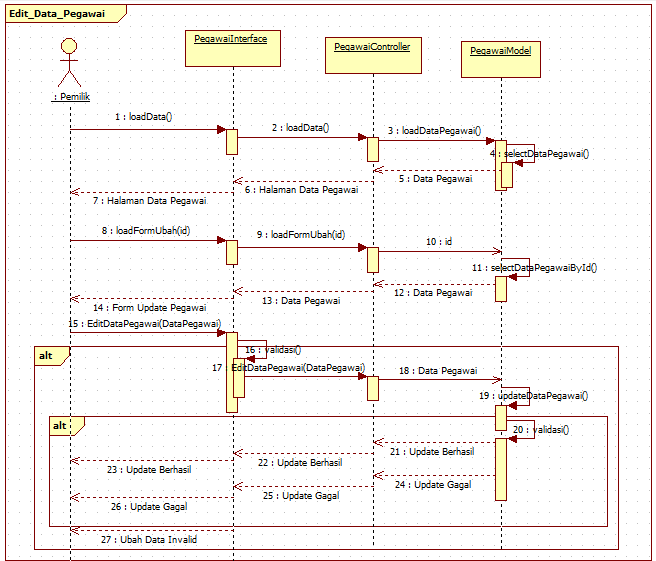 Edit_Data_Pegawai
PegawaiInterface
PegawaiController
PegawaiModel
: Pemilik
1 : loadData()
2 : loadData()
3 : loadDataPegawai()
4 : selectDataPegawai()
5 : Data Pegawai
6 : Halaman Data Pegawai
7 : Halaman Data Pegawai
8 : loadFormUbah(id)
9 : loadFormUbah(id)
10 : id
11 : selectDataPegawaiById()
12 : Data Pegawai
13 : Data Pegawai
14 : Form Update Pegawai
15 : EditDataPegawai(DataPegawai)
alt
16 : validasi()
17 : EditDataPegawai(DataPegawai)
18 : Data Pegawai
19 : updateDataPegawai()
alt
20 : validasi()
21 : Update Berhasil
22 : Update Berhasil
23 : Update Berhasil
24 : Update Gagal
25 : Update Gagal
26 : Update Gagal
27 : Ubah Data Invalid